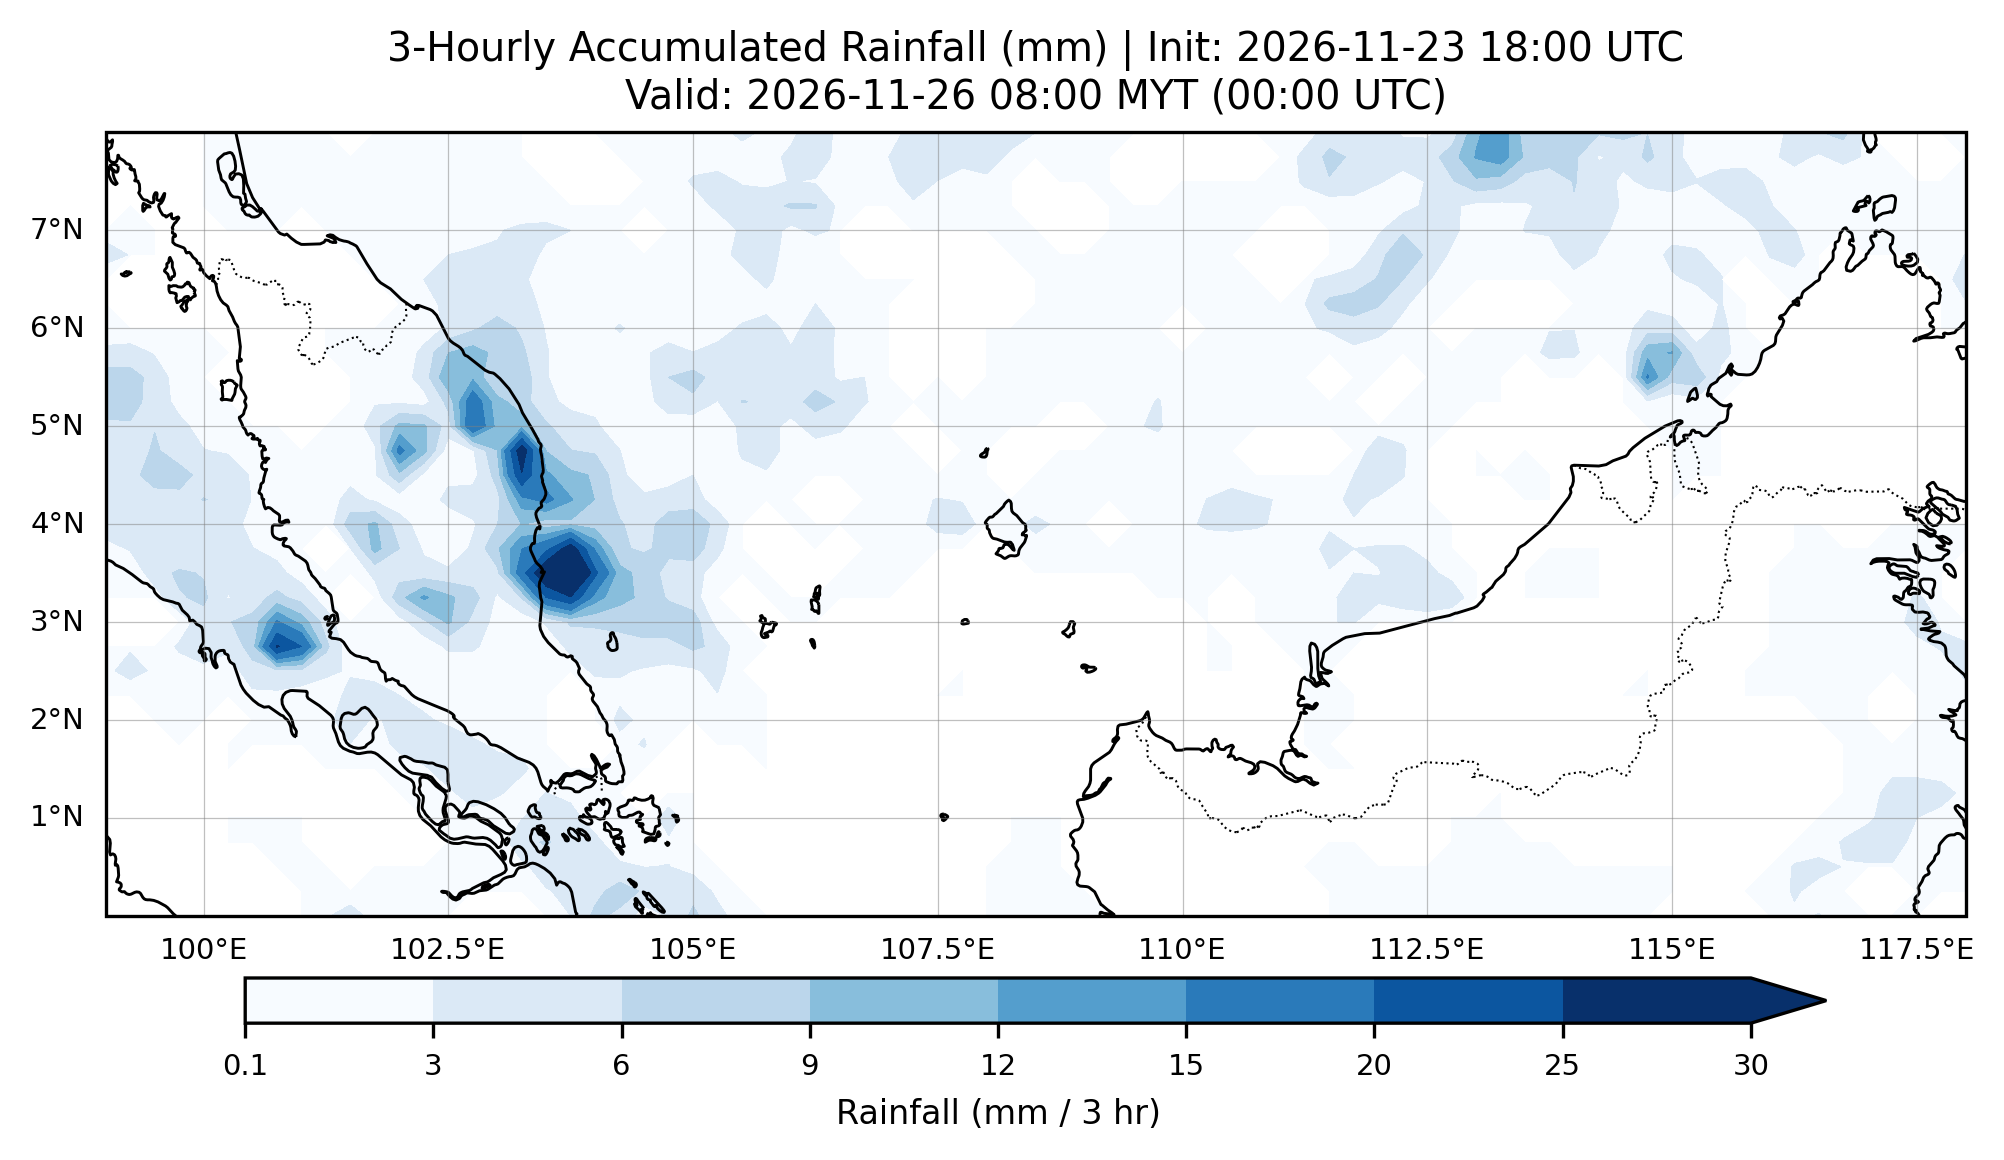 3-Hourly Accumulated Rainfall (mm) | Init: 2026-11-23 18:00 UTC
Valid: 2026-11-26 08:00 MYT (00:00 UTC)
7°N
6°N
5°N
4°N
3°N
2°N
1°N
100°E 102.5°E 105°E 107.5°E 110°E 112.5°E 115°E 117.5°E
0.1 3 6 9 12 15 20 25 30
Rainfall (mm / 3 hr)